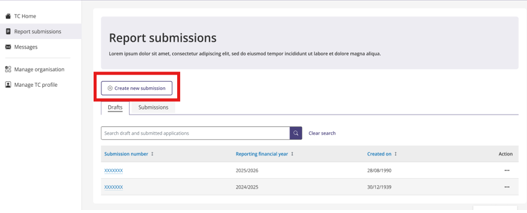 TC Home
Report submissions
Messages
Manage organisation
Manage TC profile
Report submissions
Lorem ipsum dolor sit amet, consectetur adipiscing elit, sed do eiusmod tempor incididunt ut labore et dolore magna aliqua.
Create new submission
Drafts Submissions
Search draft and submitted applications Clear search
Submission number Reporting financial year Created on Action
XXXXXXX 2025/2026 28/08/1990
XXXXXXX 2024/2025 30/12/1939